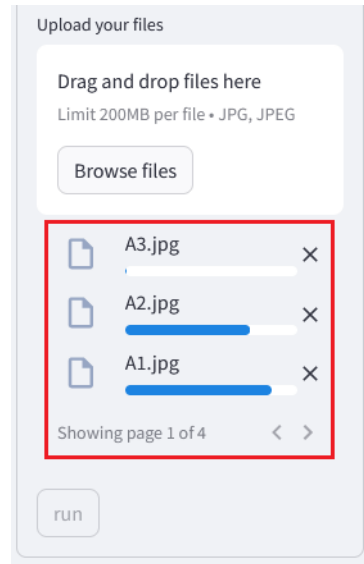 Upload your files
Drag and drop files here
Limit 200MB per file • JPG, JPEG
Browse files
A3.jpg
A2.jpg
A1.jpg
Showing page 1 of 4
run